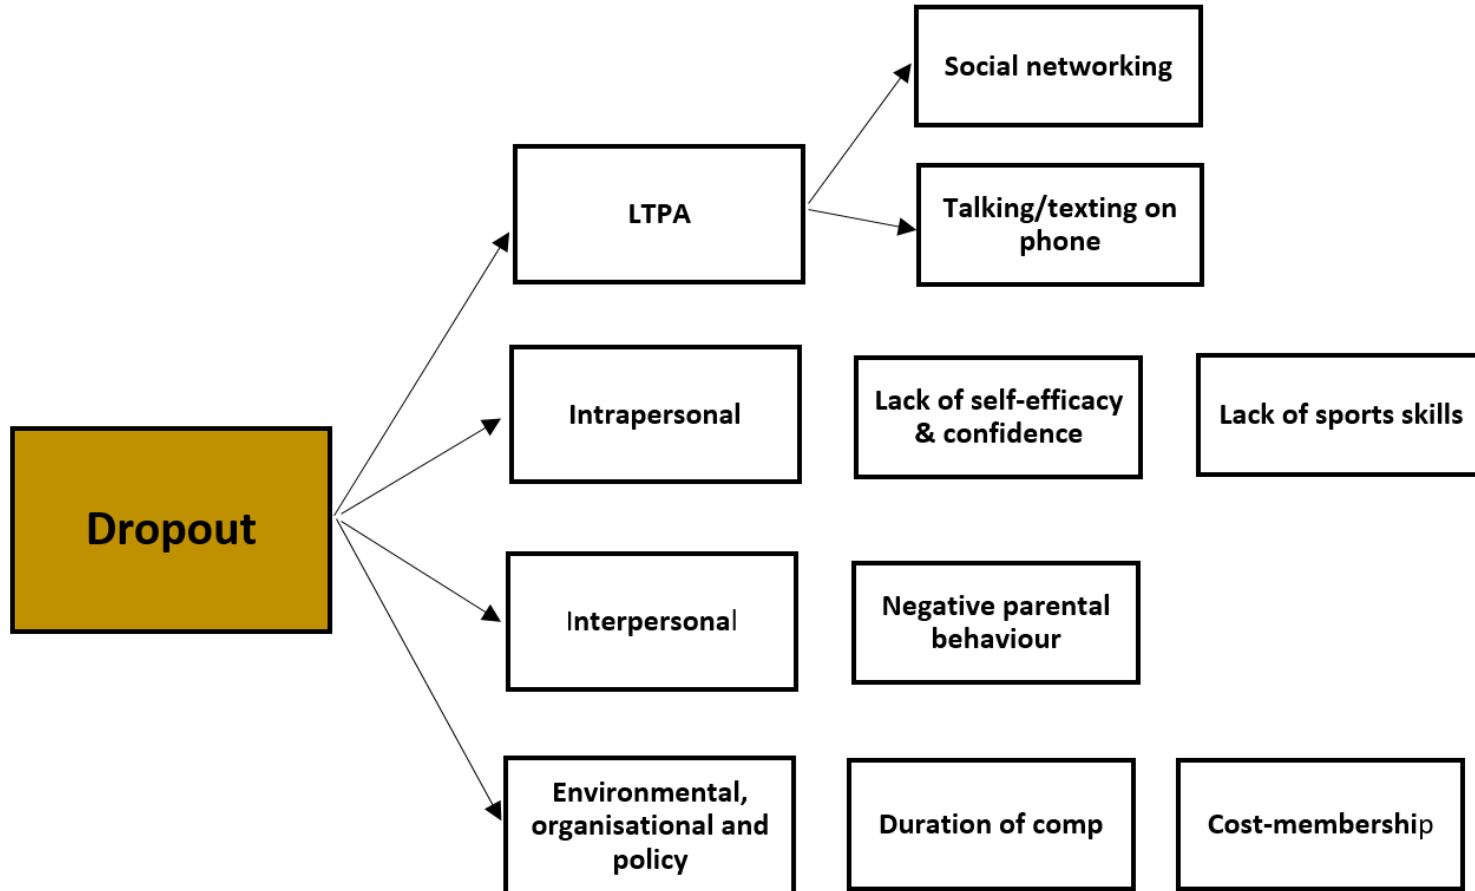 Social networking
LTPA
Talking/texting on
phone
Intrapersonal
Lack of self-efficacy
& confidence
Lack of sports skills
Dropout
Interpersonal
Negative parental
behaviour
Environmental,
organisational and
policy
Duration of comp
Cost-membership